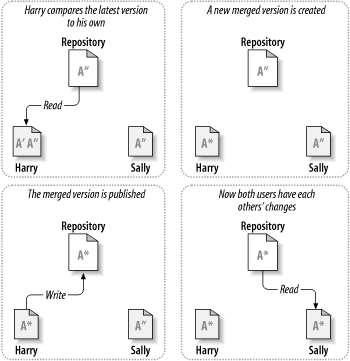 Harry compares the latest version
to his own
Repository
A"
Read
A' A"
Harry
Sally
A new merged version is created
Repository
A"
A*
A"
Harry
Sally
The merged version is published
Repository
A*
Write
A*
A"
Harry
Sally
Now both users have each
others' changes
Repository
A*
Read
A*
A*
Harry
Sally